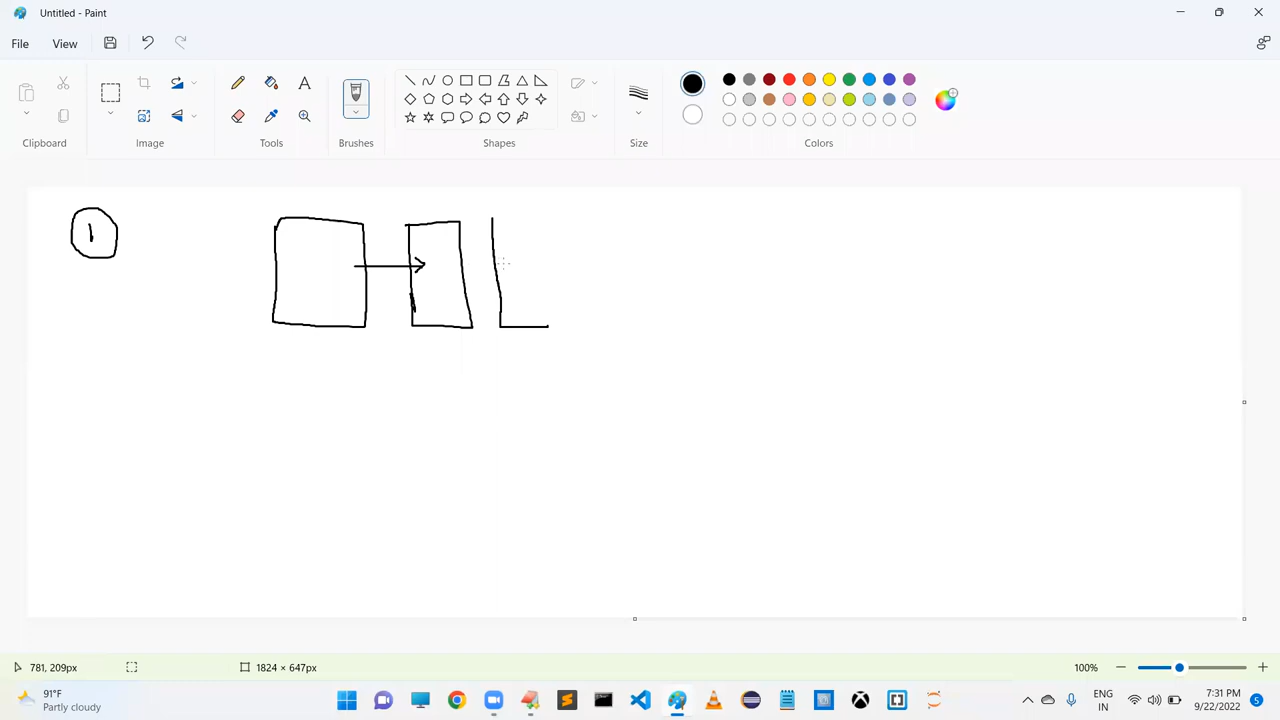 Untitled - Paint
File View
Clipboard Image Tools Brushes Shapes Size Colors
1
781, 209px 1824 × 647px 100%
91°F
Partly cloudy
ENG
IN
7:31 PM
9/22/2022
5